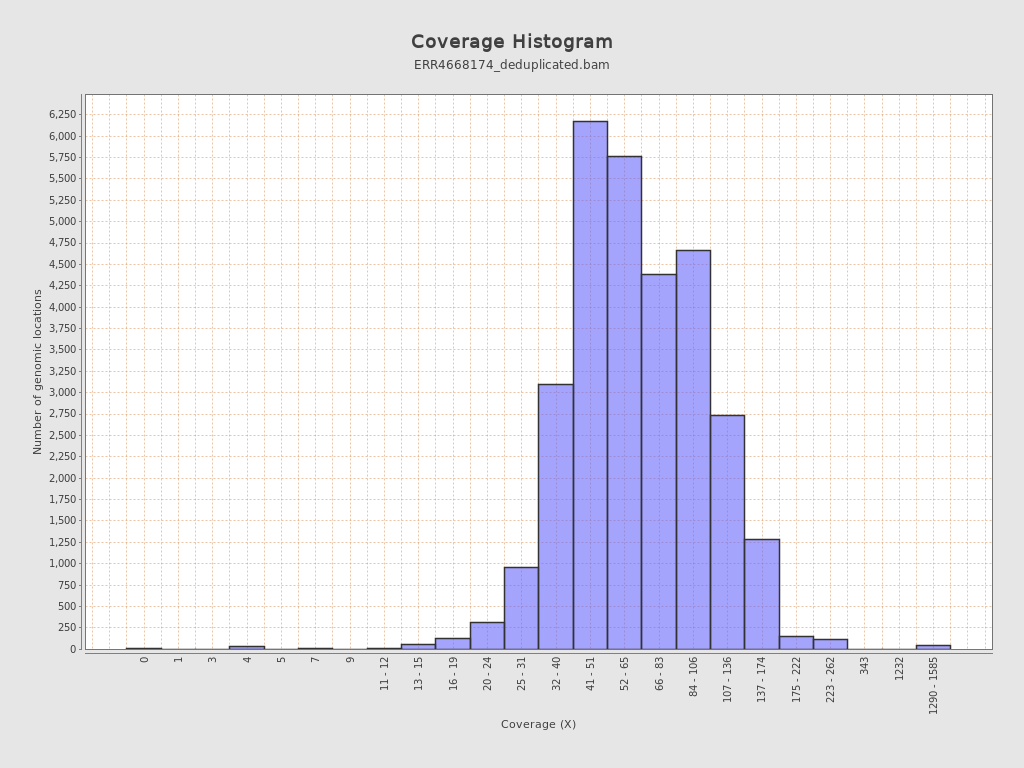 Coverage Histogram
ERR4668174_deduplicated.bam
Number of genomic locations
6,250
6,000
5,750
5,500
5,250
5,000
4,750
4,500
4,250
4,000
3,750
3,500
3,250
3,000
2,750
2,500
2,250
2,000
1,750
1,500
1,250
1,000
750
500
250
0
0
1
3
4
5
7
9
11 - 12
13 - 15
16 - 19
20 - 24
25 - 31
32 - 40
41 - 51
52 - 65
66 - 83
84 - 106
107 - 136
137 - 174
175 - 222
223 - 262
343
1232
1290 - 1585
Coverage (X)